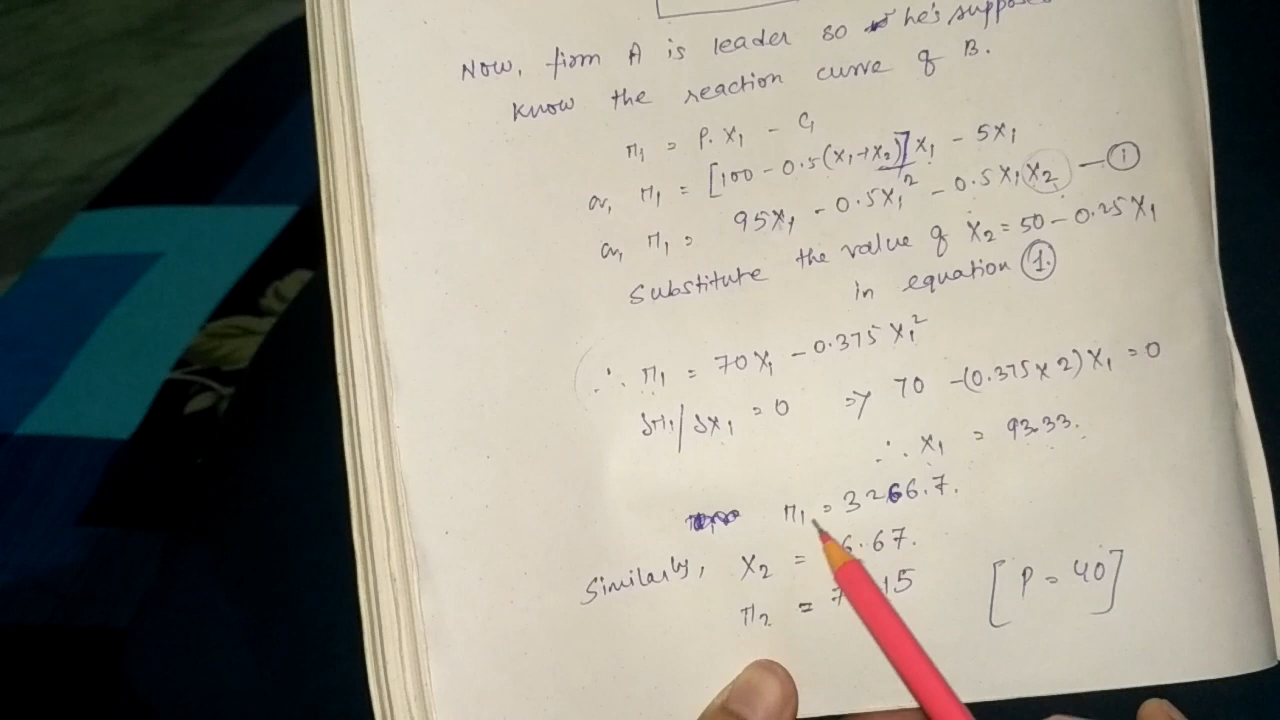 Now, firm A is leader so he's
know the reaction curve of B.
π₁ = P. X₁ - C₁
or, π₁ = [100 - 0.5(X₁+X₂)]X₁ - 5X₁
or, π₁ = 95X₁ - 0.5X₁² - 0.5X₁X₂ —①
Substitute the value of X₂ = 50 - 0.25X₁
in equation ①.
∴ π₁ = 70X₁ - 0.375X₁²
δπ₁/δX₁ = 0 => 70 -(0.375×2)X₁ = 0
∴ X₁ = 93.33.
π₁ = 3266.7.
Similarly, X₂ = 6.67.
π₂ = 15 [P = 40]